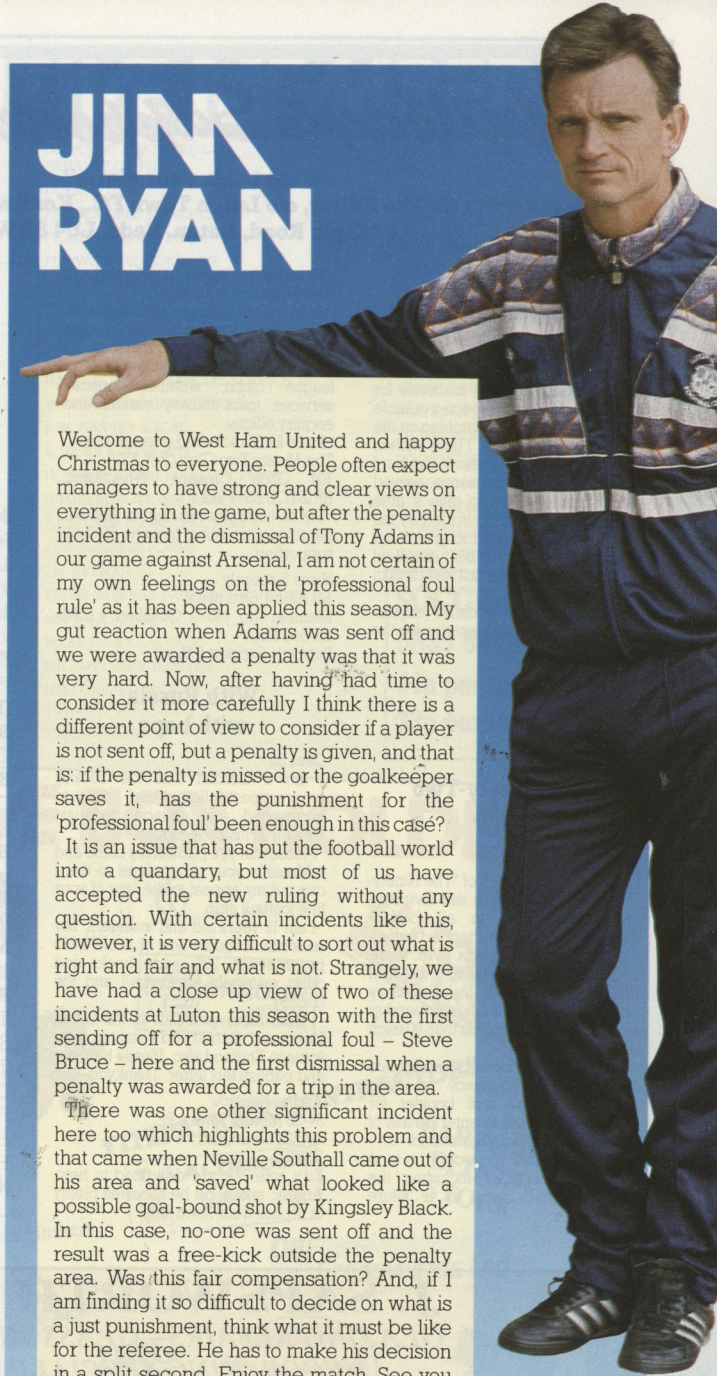 JIM
RYAN
Welcome to West Ham United and happy
Christmas to everyone. People often expect
managers to have strong and clear views on
everything in the game, but after the penalty
incident and the dismissal of Tony Adams in
our game against Arsenal, I am not certain of
my own feelings on the 'professional foul
rule' as it has been applied this season. My
gut reaction when Adams was sent off and
we were awarded a penalty was that it was
very hard. Now, after having had time to
consider it more carefully I think there is a
different point of view to consider if a player
is not sent off, but a penalty is given, and that
is: if the penalty is missed or the goalkeeper
saves it, has the punishment for the
'professional foul' been enough in this case?
It is an issue that has put the football world
into a quandary, but most of us have
accepted the new ruling without any
question. With certain incidents like this,
however, it is very difficult to sort out what is
right and fair and what is not. Strangely, we
have had a close up view of two of these
incidents at Luton this season with the first
sending off for a professional foul – Steve
Bruce – here and the first dismissal when a
penalty was awarded for a trip in the area.
There was one other significant incident
here too which highlights this problem and
that came when Neville Southall came out of
his area and 'saved' what looked like a
possible goal-bound shot by Kingsley Black.
In this case, no-one was sent off and the
result was a free-kick outside the penalty
area. Was this fair compensation? And, if I
am finding it so difficult to decide on what is
a just punishment, think what it must be like
for the referee. He has to make his decision
in a split second. Enjoy the match. See you